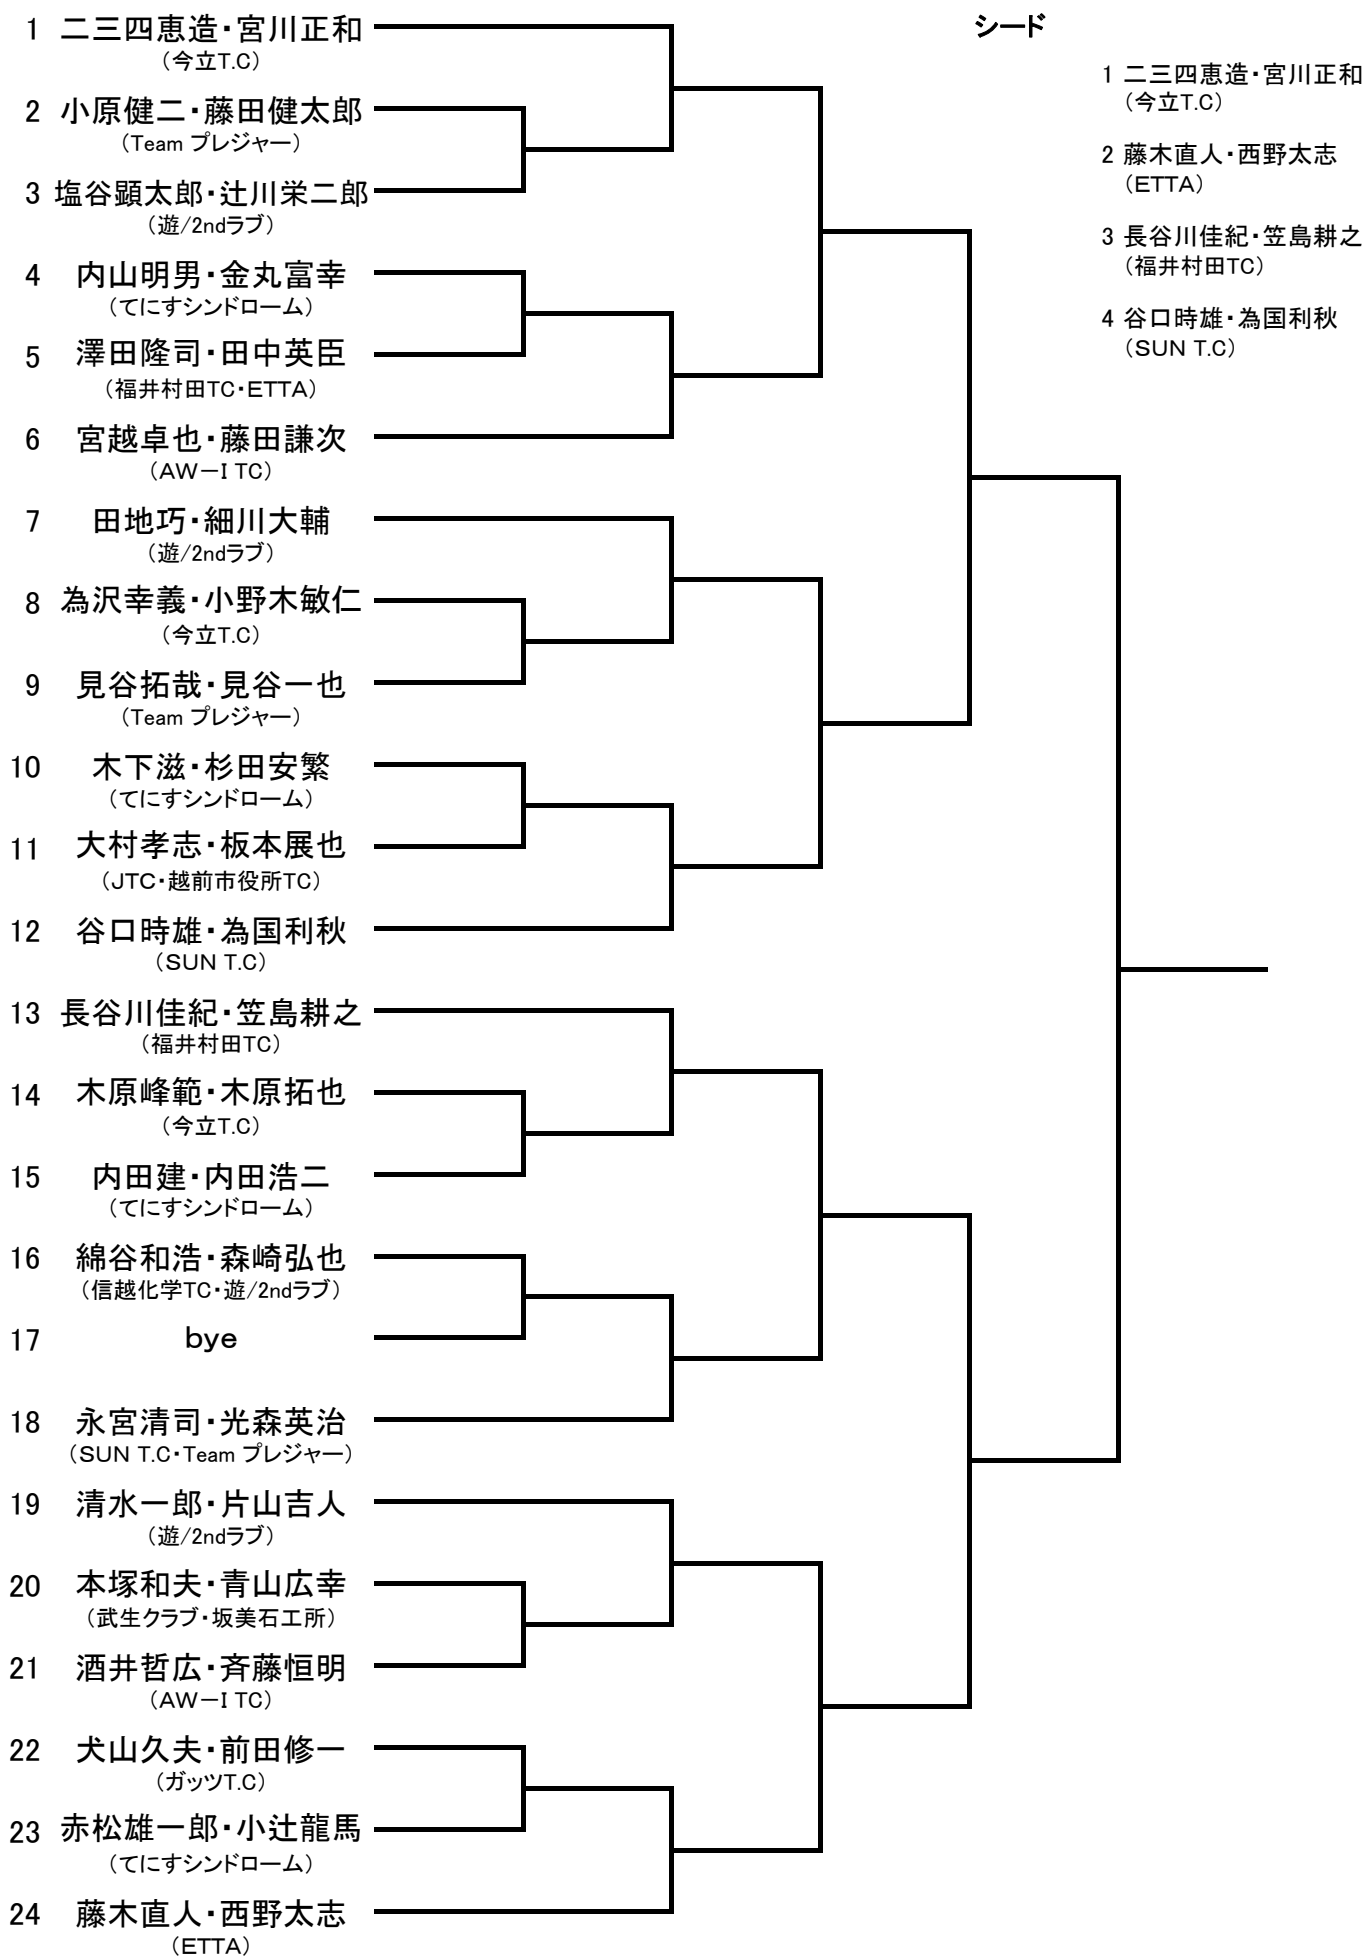 1 二三四恵造・宮川正和
（今立T.C）
2 小原健二・藤田健太郎
（Team プレジャー）
3 塩谷顕太郎・辻川栄二郎
（遊/2ndラブ）
4 内山明男・金丸富幸
（てにすシンドローム）
5 澤田隆司・田中英臣
（福井村田TC・ETTA）
6 宮越卓也・藤田謙次
（AW－I TC）
7 田地巧・細川大輔
（遊/2ndラブ）
8 為沢幸義・小野木敏仁
（今立T.C）
9 見谷拓哉・見谷一也
（Team プレジャー）
10 木下滋・杉田安繁
（てにすシンドローム）
11 大村孝志・板本展也
（JTC・越前市役所TC）
12 谷口時雄・為国利秋
（SUN T.C）
13 長谷川佳紀・笠島耕之
（福井村田TC）
14 木原峰範・木原拓也
（今立T.C）
15 内田建・内田浩二
（てにすシンドローム）
16 綿谷和浩・森崎弘也
（信越化学TC・遊/2ndラブ）
17 bye
18 永宮清司・光森英治
（SUN T.C・Team プレジャー）
19 清水一郎・片山吉人
（遊/2ndラブ）
20 本塚和夫・青山広幸
（武生クラブ・坂美石工所）
21 酒井哲広・斉藤恒明
（AW－I TC）
22 犬山久夫・前田修一
（ガッツT.C）
23 赤松雄一郎・小辻龍馬
（てにすシンドローム）
24 藤木直人・西野太志
（ETTA）
シード
1 二三四恵造・宮川正和
（今立T.C）
2 藤木直人・西野太志
（ETTA）
3 長谷川佳紀・笠島耕之
（福井村田TC）
4 谷口時雄・為国利秋
（SUN T.C）